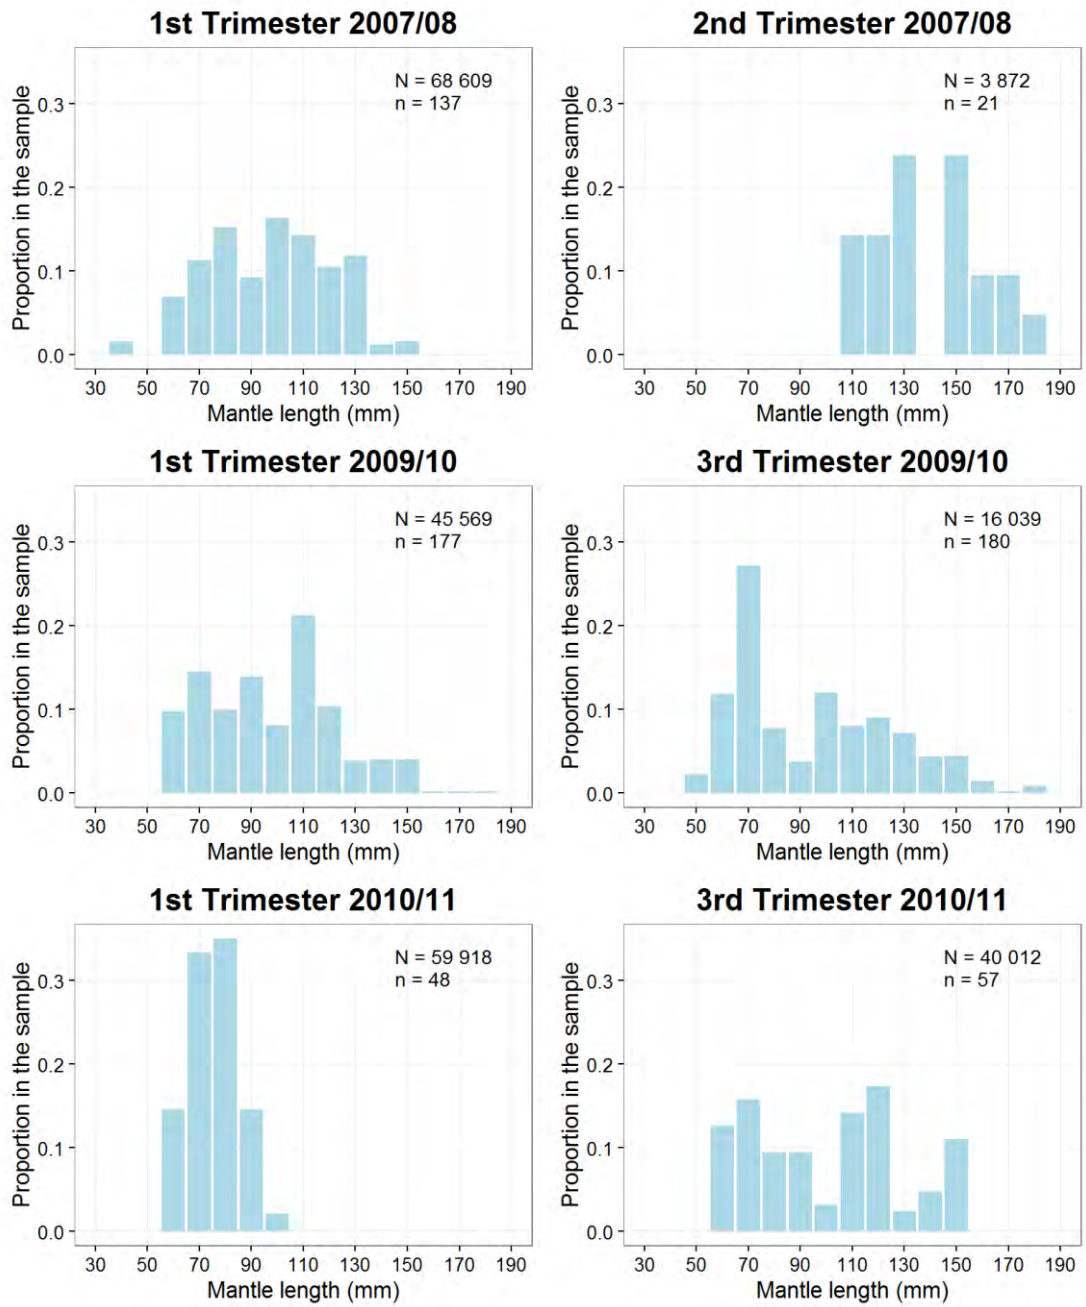 1st Trimester 2007/08
N = 68 609
n = 137
Proportion in the sample
0.3
0.2
0.1
0.0
30 50 70 90 110 130 150 170 190
Mantle length (mm)
2nd Trimester 2007/08
N = 3 872
n = 21
Proportion in the sample
0.3
0.2
0.1
0.0
30 50 70 90 110 130 150 170 190
Mantle length (mm)
1st Trimester 2009/10
N = 45 569
n = 177
Proportion in the sample
0.3
0.2
0.1
0.0
30 50 70 90 110 130 150 170 190
Mantle length (mm)
3rd Trimester 2009/10
N = 16 039
n = 180
Proportion in the sample
0.3
0.2
0.1
0.0
30 50 70 90 110 130 150 170 190
Mantle length (mm)
1st Trimester 2010/11
N = 59 918
n = 48
Proportion in the sample
0.3
0.2
0.1
0.0
30 50 70 90 110 130 150 170 190
Mantle length (mm)
3rd Trimester 2010/11
N = 40 012
n = 57
Proportion in the sample
0.3
0.2
0.1
0.0
30 50 70 90 110 130 150 170 190
Mantle length (mm)